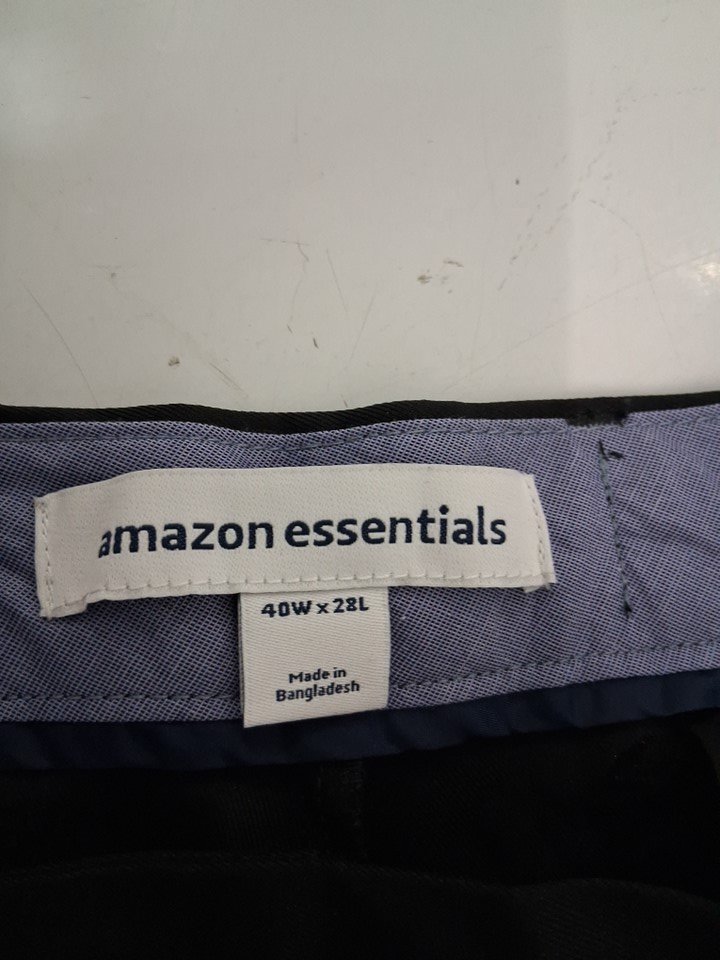 amazon essentials
40W x 28L
Made in
Bangladesh